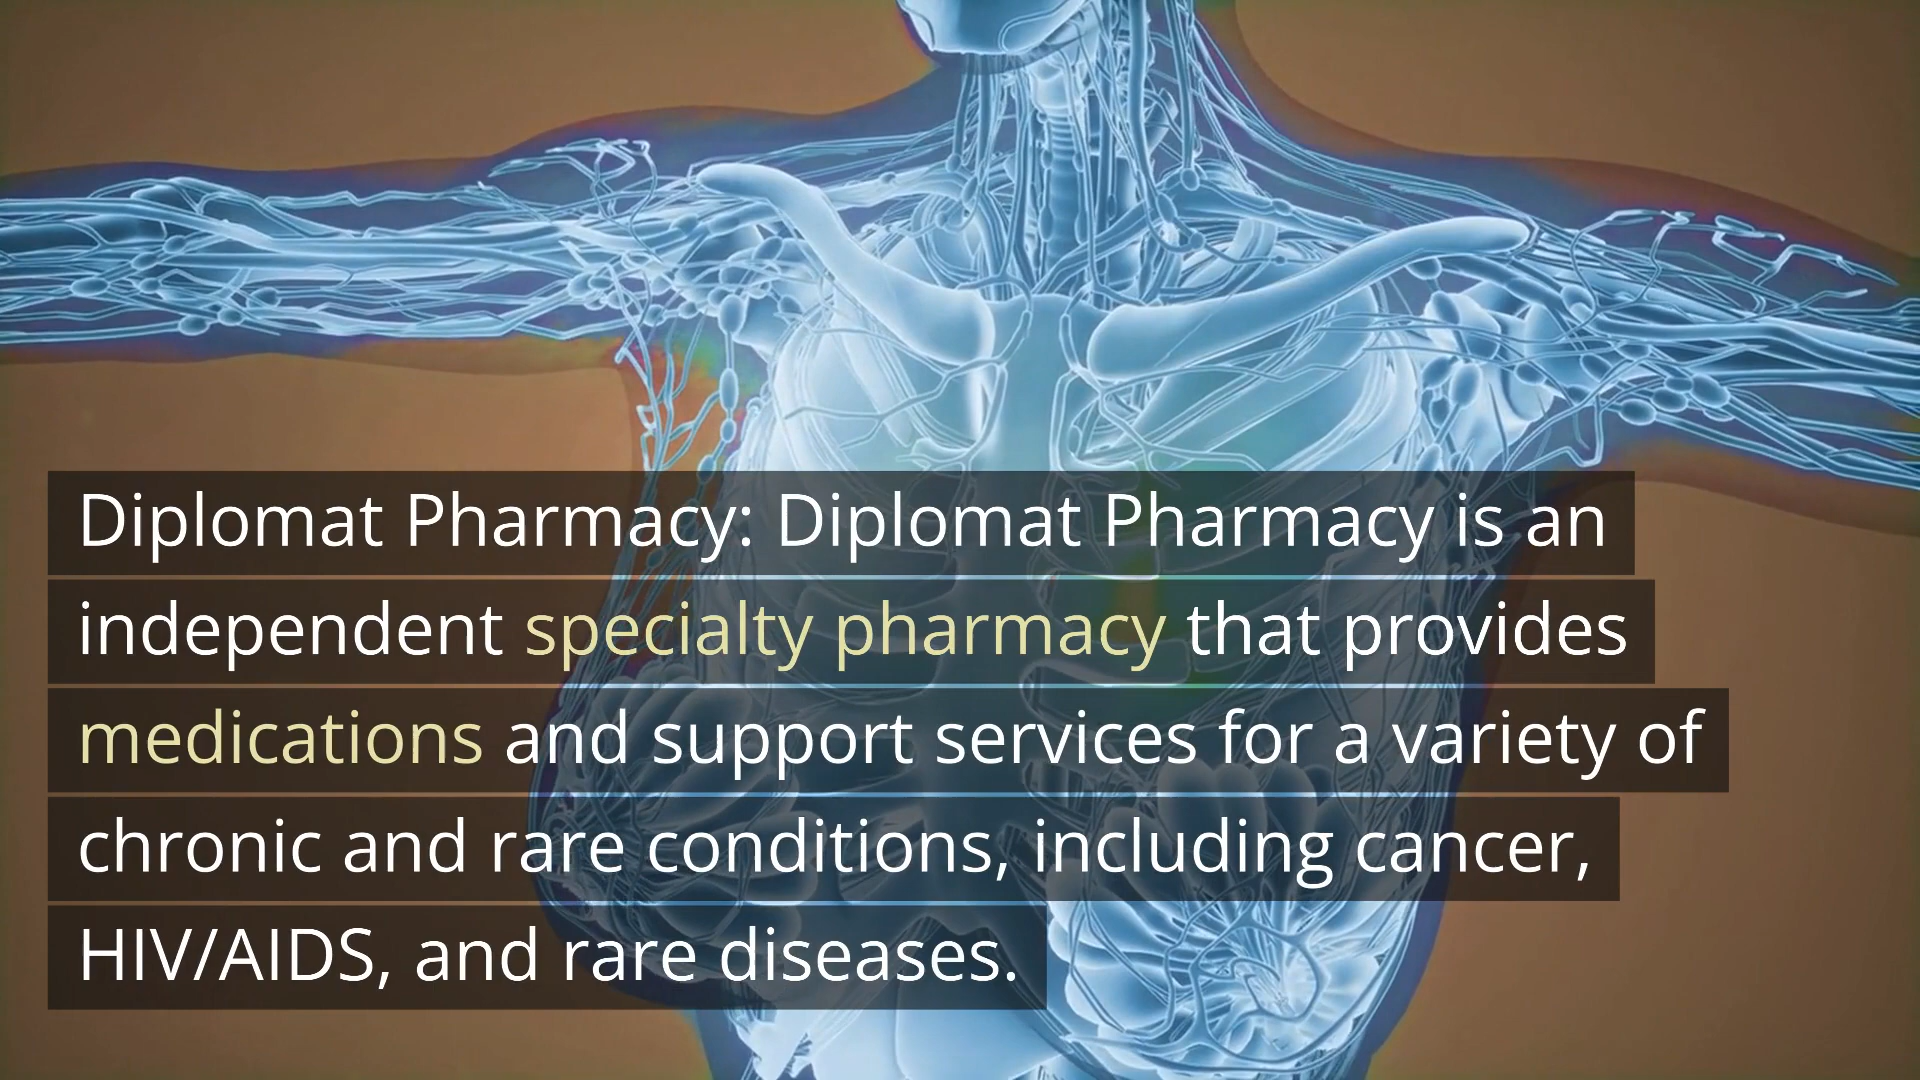 Diplomat Pharmacy: Diplomat Pharmacy is an
independent specialty pharmacy that provides
medications and support services for a variety of
chronic and rare conditions, including cancer,
HIV/AIDS, and rare diseases.